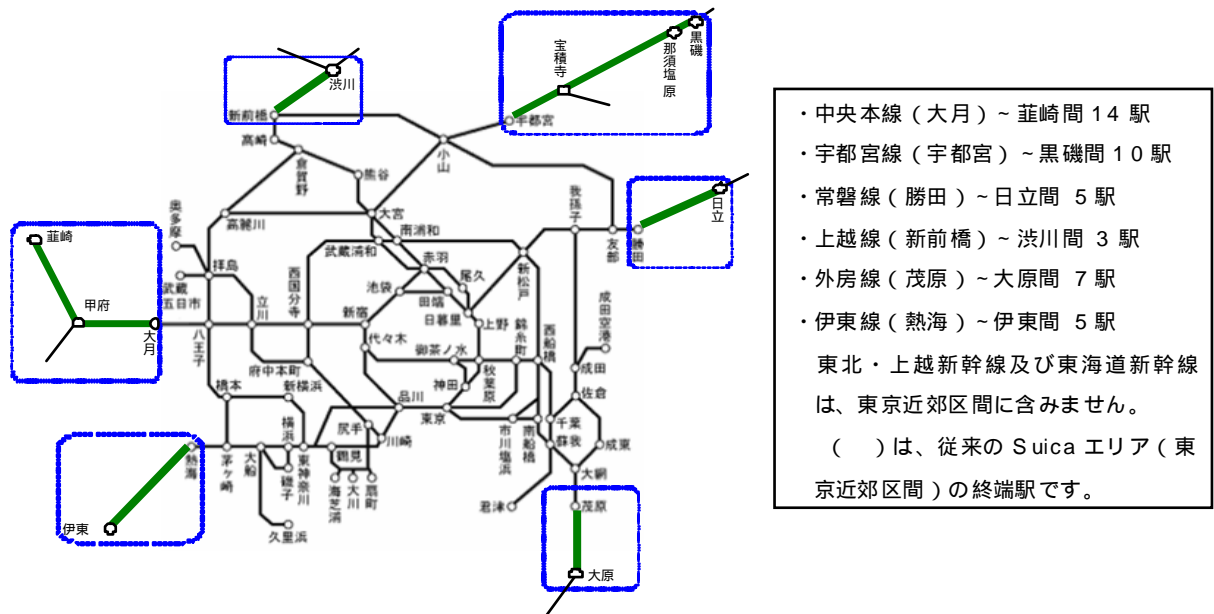 宝積寺
那須塩原
黒磯
渋川
新前橋
宇都宮
高崎
小山
倉賀野
熊谷
我孫子
日立
奥多摩
高麗川
大宮
南浦和
武蔵浦和
友部
勝田
韮崎
拝島
西国分寺
赤羽
尾久
新松戸
武蔵五日市
立川
池袋
田端
成田空港
甲府
大月
八王子
新宿
日暮里
上野
錦糸町
西船橋
代々木
御茶ノ水
府中本町
秋葉原
成田
新横浜
神田
佐倉
橋本
品川
東京
横浜
尻手
市川塩浜
南船橋
千葉
川崎
蘇我
成東
熱海
茅ヶ崎
大船
磯子
東神奈川
鶴見
大網
海芝浦
大川
扇町
君津
茂原
伊東
久里浜
大原
・中央本線(大月)~韮崎間 14 駅
・宇都宮線(宇都宮)~黒磯間 10 駅
・常磐線(勝田)~日立間 5 駅
・上越線(新前橋)~渋川間 3 駅
・外房線(茂原)~大原間 7 駅
・伊東線(熱海)~伊東間 5 駅
東北・上越新幹線及び東海道新幹線
は、東京近郊区間に含みません。
( )は、従来の Suica エリア(東
京近郊区間)の終端駅です。